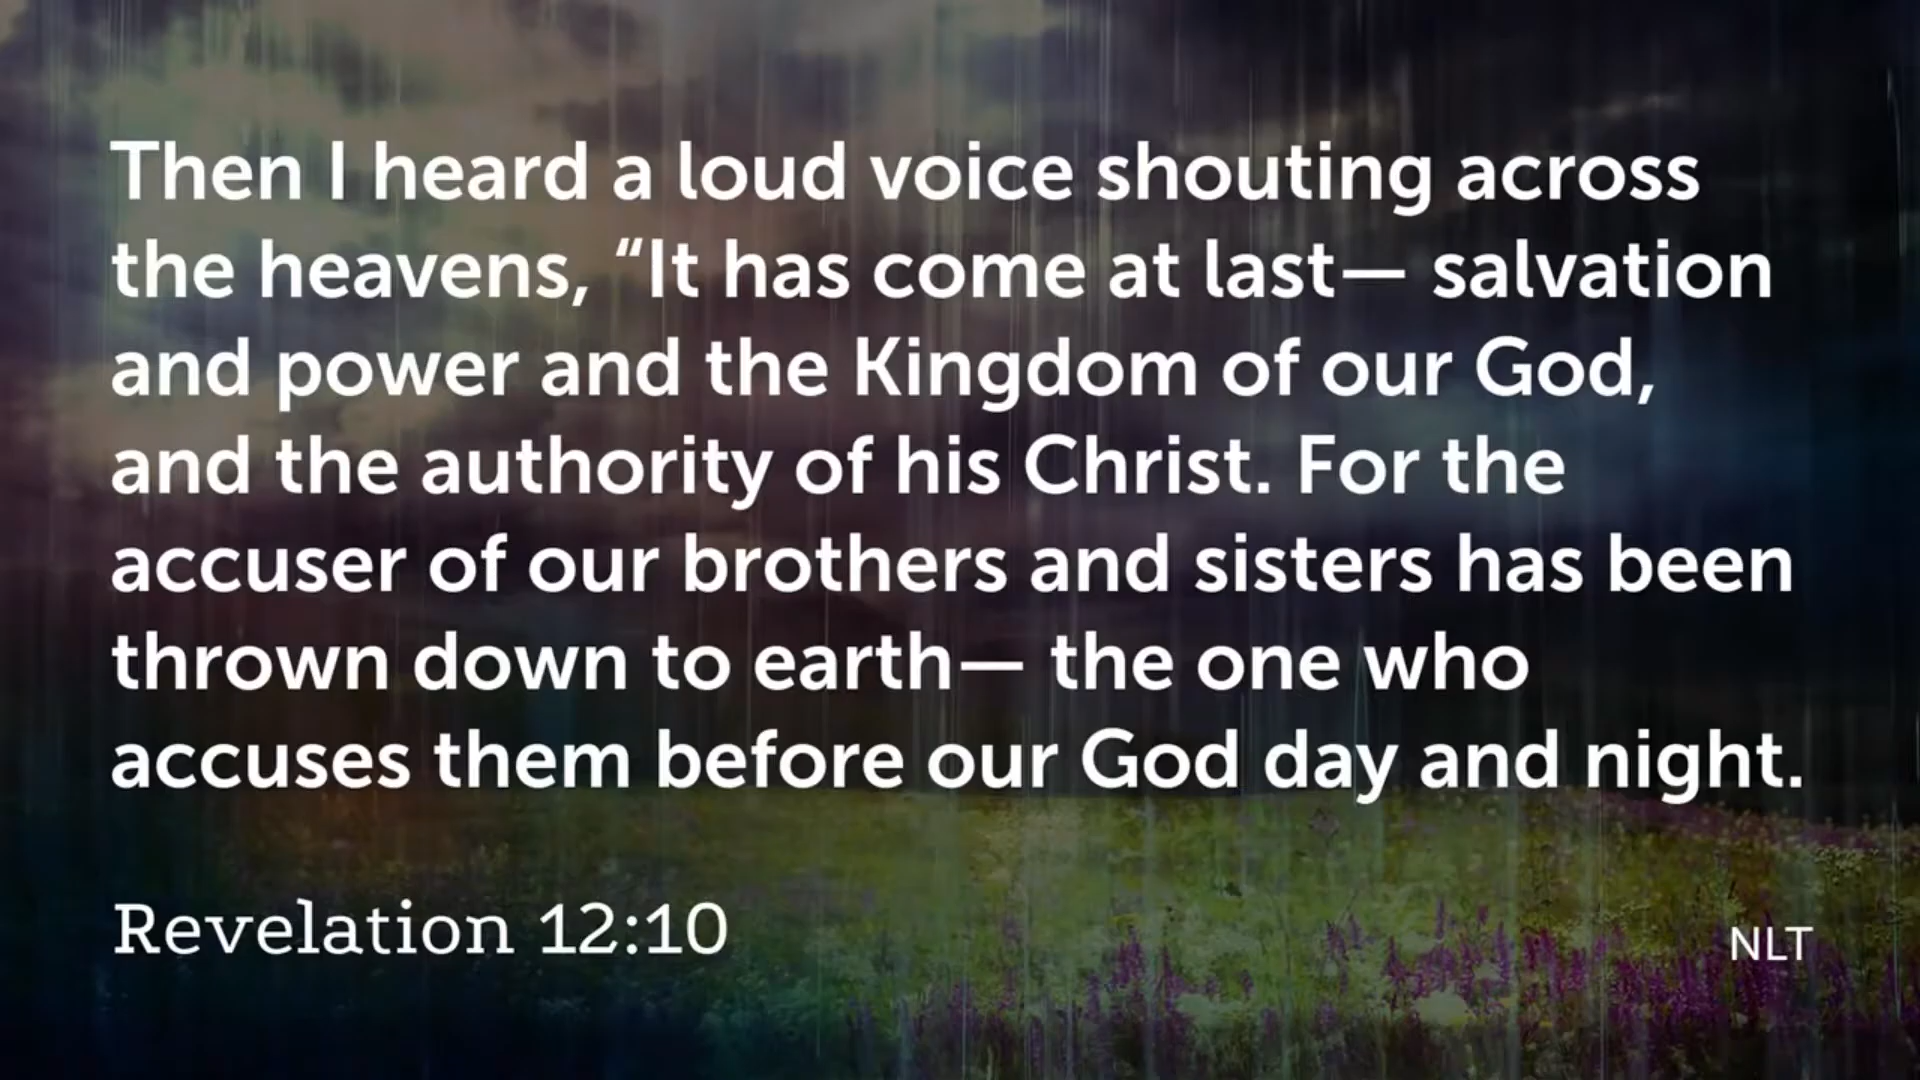 Then I heard a loud voice shouting across
the heavens, “It has come at last— salvation
and power and the Kingdom of our God,
and the authority of his Christ. For the
accuser of our brothers and sisters has been
thrown down to earth— the one who
accuses them before our God day and night.
Revelation 12:10
NLT